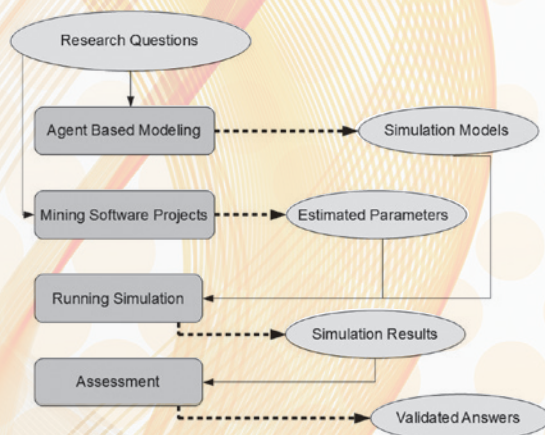 Research Questions
Agent Based Modeling
Simulation Models
Mining Software Projects
Estimated Parameters
Running Simulation
Simulation Results
Assessment
Validated Answers